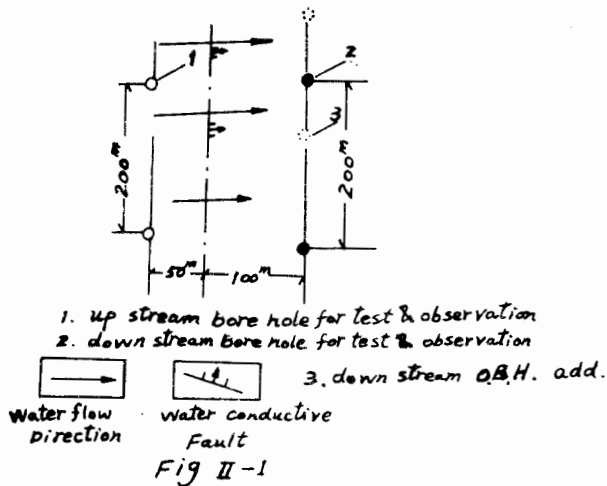 1
2
3
200m
200m
50m
100m
1. up stream bore hole for test & observation
2. down stream bore hole for test & observation
3. down stream O.B.H. add.
Water flow
Direction
Water conductive
Fault
Fig II-1